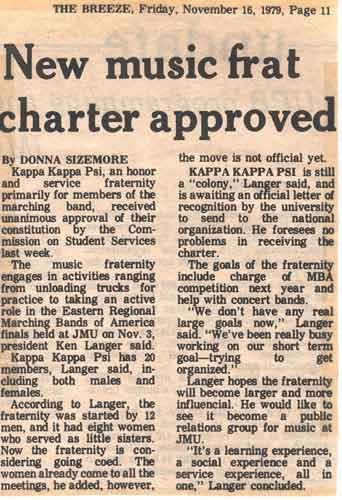 THE BREEZE, Friday, November 16, 1979, Page 11
New music frat
charter approved
By DONNA SIZEMORE
Kappa Kappa Psi, an honor
and service fraternity
primarily for members of the
marching band, received
unanimous approval of their
constitution by the Com-
mission on Student Services
last week.
The music fraternity
engages in activities ranging
from unloading trucks for
practice to taking an active
role in the Eastern Regional
Marching Bands of America
finals held at JMU on Nov. 3,
president Ken Langer said.
Kappa Kappa Psi has 20
members, Langer said, in-
cluding both males and
females.
According to Langer, the
fraternity was started by 12
men, and it had eight women
who served as little sisters.
Now the fraternity is con-
sidering going coed. The
women already come to all the
meetings, he added, however,
the move is not official yet.
KAPPA KAPPA PSI is still
a "colony," Langer said, and
is awaiting an official letter of
recognition by the university
to send to the national
organization. He foresees no
problems in receiving the
charter.
The goals of the fraternity
include charge of MBA
competition next year and
help with concert bands.
"We don't have any real
large goals now," Langer
said. "We've been really busy
working on our short term
goal—trying to get
organized."
Langer hopes the fraternity
will become larger and more
influencial. He would like to
see it become a public
relations group for music at
JMU.
"It's a learning experience,
a social experience and a
service experience, all in
one," Langer concluded.